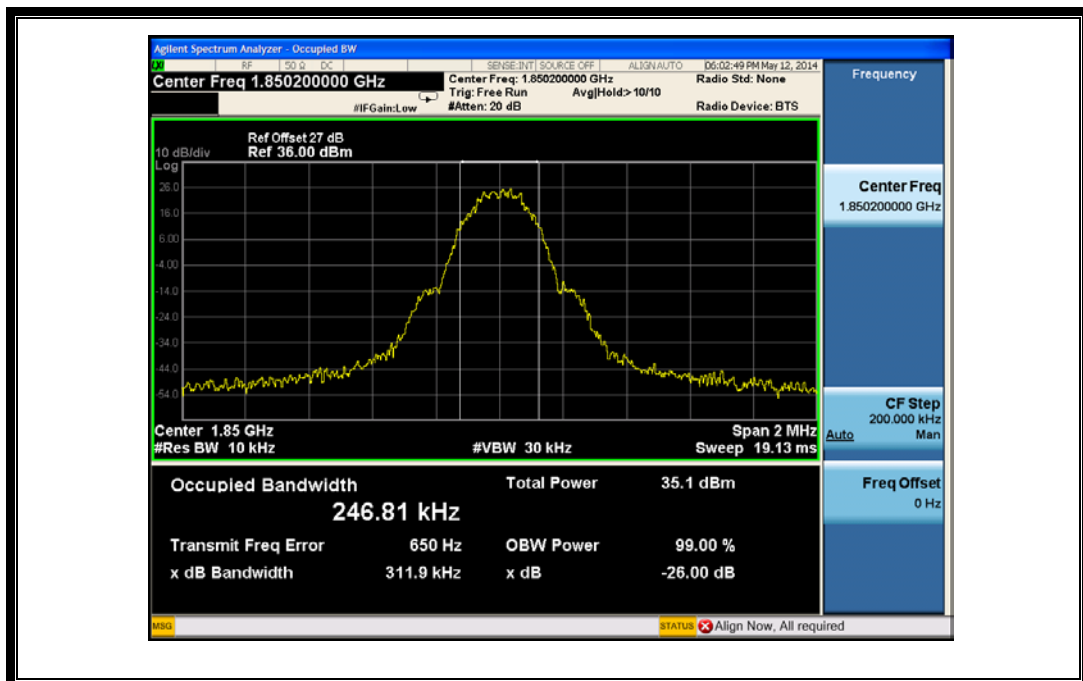 Agilent Spectrum Analyzer - Occupied BW
RF 50 Ω DC SENSE:INT SOURCE OFF ALIGN AUTO 06:02:49 PM May 12, 2014
Center Freq 1.850200000 GHz
Center Freq: 1.850200000 GHz
Radio Std: None
Trig: Free Run Avg|Hold:> 10/10
#IFGain:Low
#Atten: 20 dB
Radio Device: BTS
Ref Offset 27 dB
10 dB/div Ref 36.00 dBm
Log
26.0
16.0
6.00
-4.00
-14.0
-24.0
-34.0
-44.0
-54.0
Center 1.85 GHz
Span 2 MHz
#Res BW 10 kHz
#VBW 30 kHz
Sweep 19.13 ms
Occupied Bandwidth
Total Power 35.1 dBm
246.81 kHz
Transmit Freq Error 650 Hz
OBW Power 99.00 %
x dB Bandwidth 311.9 kHz
x dB -26.00 dB
MSG
STATUS Align Now, All required
Frequency
Center Freq
1.850200000 GHz
CF Step
200.000 kHz
Auto Man
Freq Offset
0 Hz